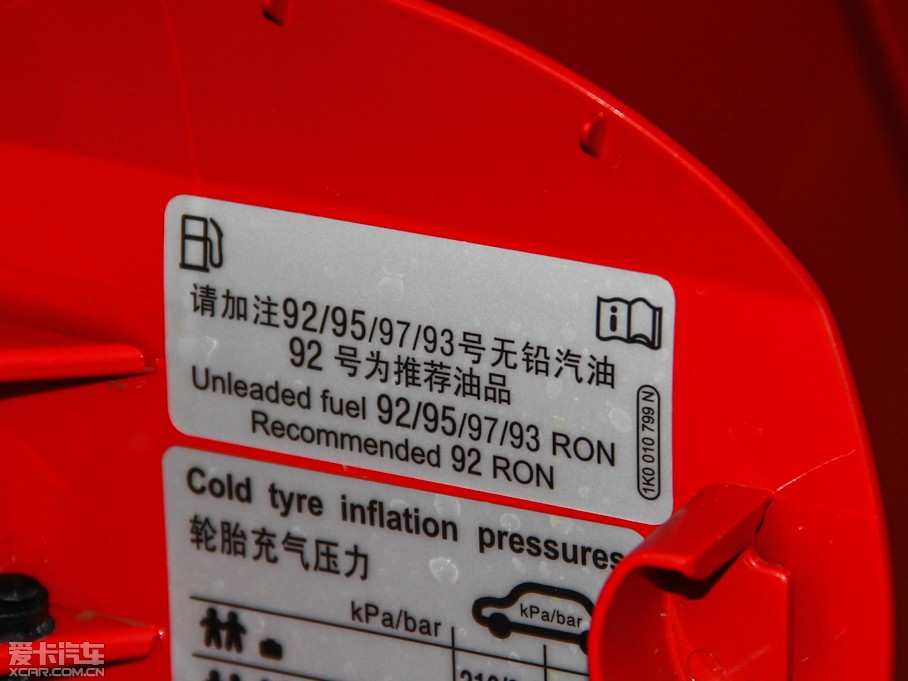 请加注92/95/97/93号无铅汽油
92 号为推荐油品
Unleaded fuel 92/95/97/93 RON
Recommended 92 RON
1K0 010 799 N
Cold tyre inflation pressures
轮胎充气压力
kPa/bar
kPa/bar
爱卡汽车
XCAR.COM.CN